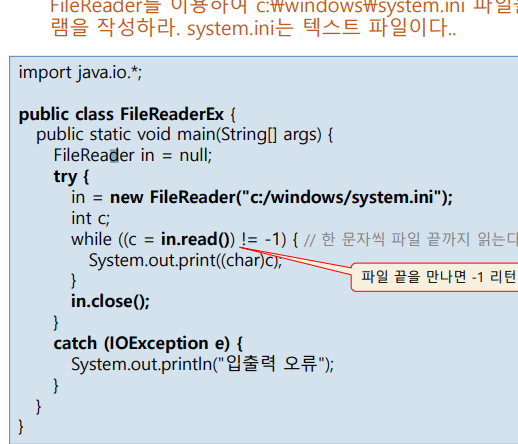 FileReader를 이용하여 c:₩windows₩system.ini 파일을
램을 작성하라. system.ini는 텍스트 파일이다..
import java.io.*;
public class FileReaderEx {
public static void main(String[] args) {
FileReader in = null;
try {
in = new FileReader("c:/windows/system.ini");
int c;
while ((c = in.read()) != -1) { // 한 문자씩 파일 끝까지 읽는다
System.out.print((char)c);
파일 끝을 만나면 -1 리턴
}
in.close();
}
catch (IOException e) {
System.out.println("입출력 오류");
}
}
}